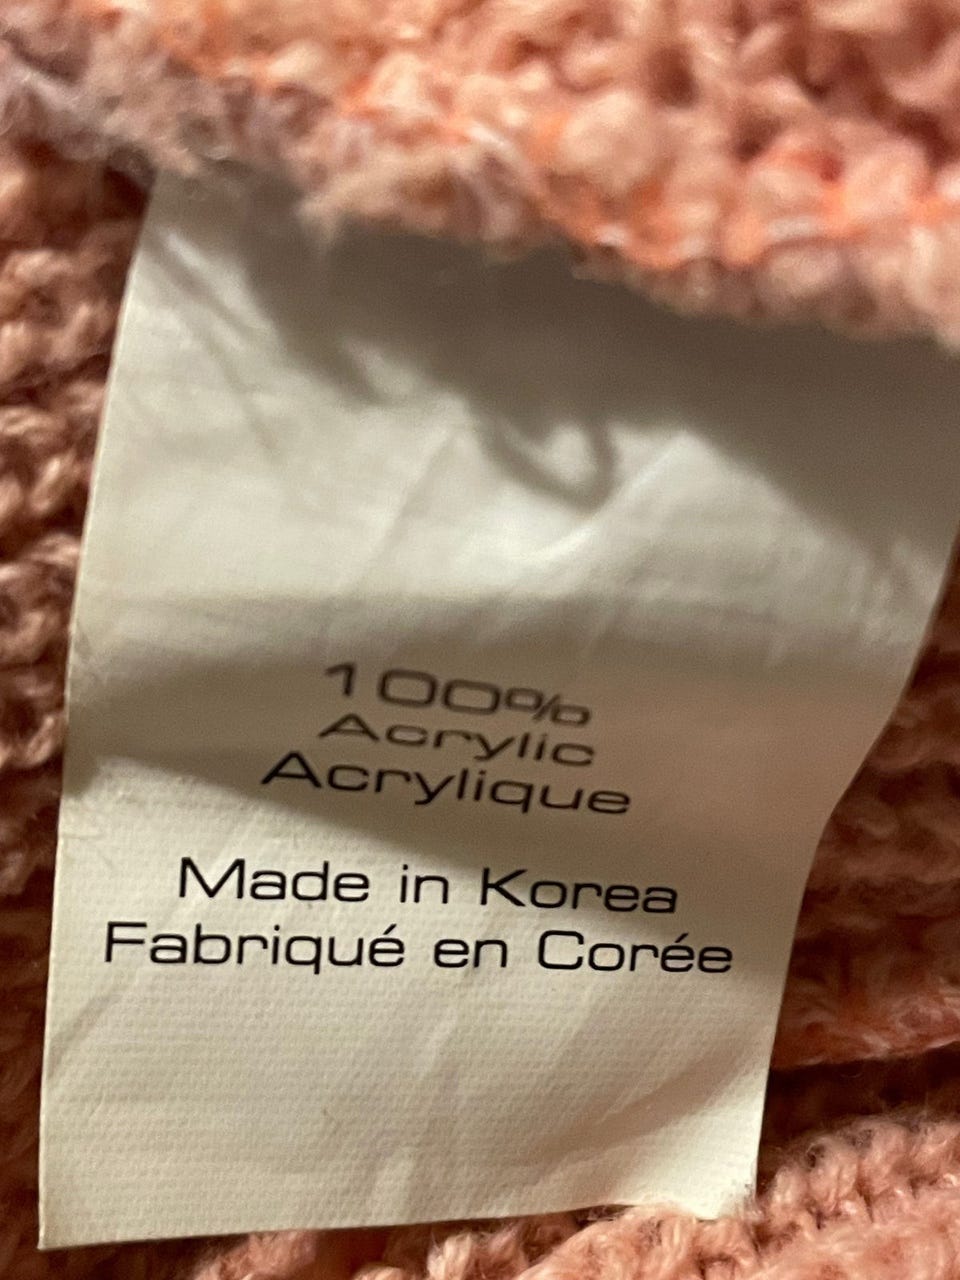 100%
Acrylic
Acrylique
Made in Korea
Fabriqué en Corée